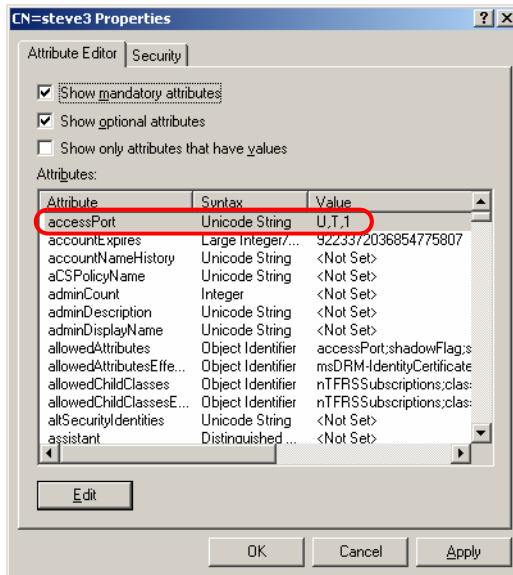 CN=steve3 Properties
Attribute Editor Security
Show mandatory attributes
Show optional attributes
Show only attributes that have values
Attributes:
Attribute Syntax Value
accessPort Unicode String U,T,1
accountExpires Large Integer/... 9223372036854775807
accountNameHistory Unicode String <Not Set>
aCSPolicyName Unicode String <Not Set>
adminCount Integer <Not Set>
adminDescription Unicode String <Not Set>
adminDisplayName Unicode String <Not Set>
allowedAttributes Object Identifier accessPort;shadowFlag;s
allowedAttributesEffe... Object Identifier msDRM-IdentityCertificate
allowedChildClasses Object Identifier nTFRSSubscriptions;clas
allowedChildClassesE... Object Identifier nTFRSSubscriptions;clas
altSecurityIdentities Unicode String <Not Set>
assistant Distinguished ... <Not Set>
Edit
OK Cancel Apply